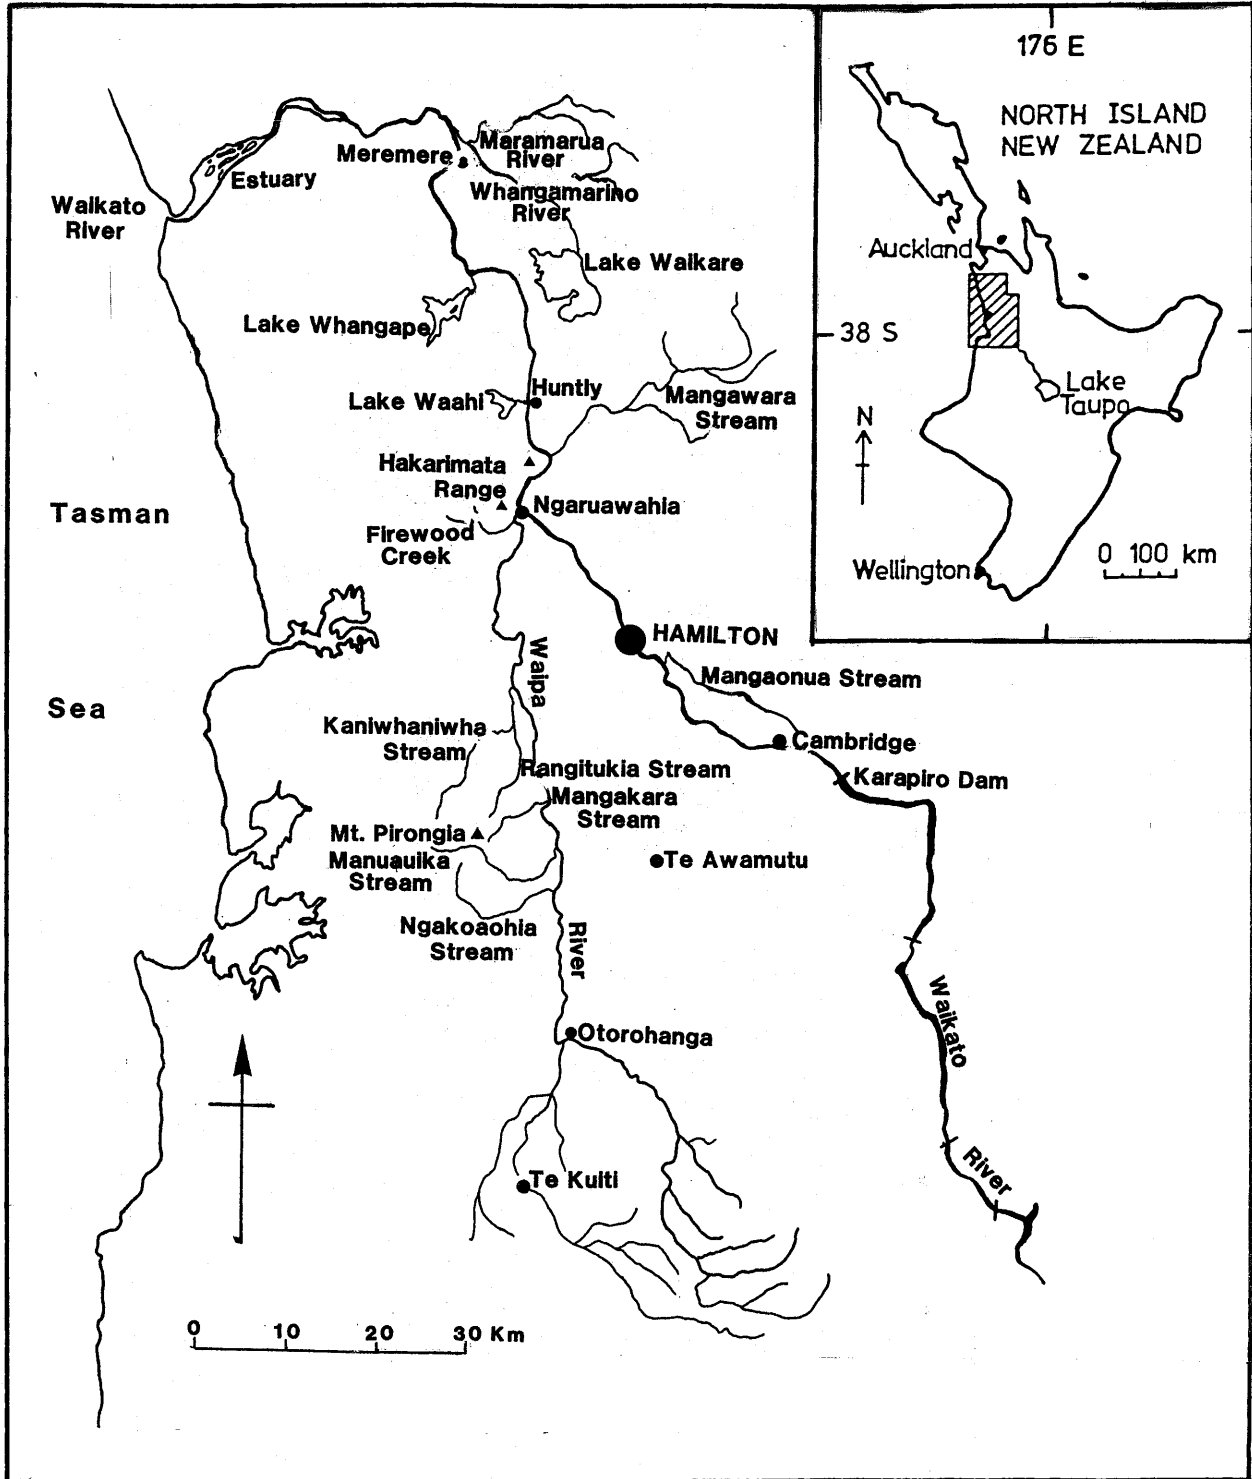 176 E
NORTH ISLAND
NEW ZEALAND
Auckland
38 S
Lake
Taupo
N
Wellington
0 100 km
Maramarua
River
Meremere
Estuary
Whangamarino
River
Waikato
River
Lake Waikare
Lake Whangape
Huntly
Lake Waahi
Mangawara
Stream
Hakarimata
Range
Ngaruawahia
Tasman
Firewood
Creek
HAMILTON
Waipa
Mangaonua Stream
Sea
Kaniwhaniwha
Stream
Cambridge
Rangitukia Stream
Karapiro Dam
Mangakara
Stream
Mt. Pirongia
Manuauika
Stream
Te Awamutu
Ngakoaohia
Stream
River
Waikato
Otorohanga
River
Te Kuiti
0 10 20 30 Km